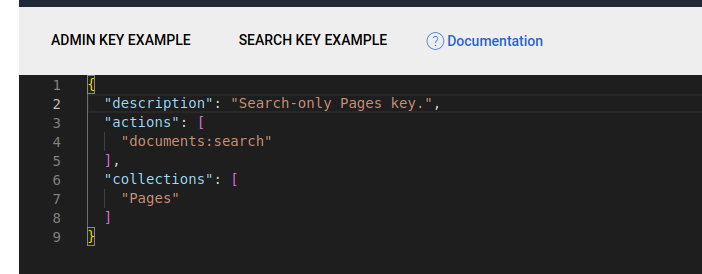 ADMIN KEY EXAMPLE SEARCH KEY EXAMPLE ? Documentation
1 {
2 "description": "Search-only Pages key.",
3 "actions": [
4 "documents:search"
5 ],
6 "collections": [
7 "Pages"
8 ]
9 }